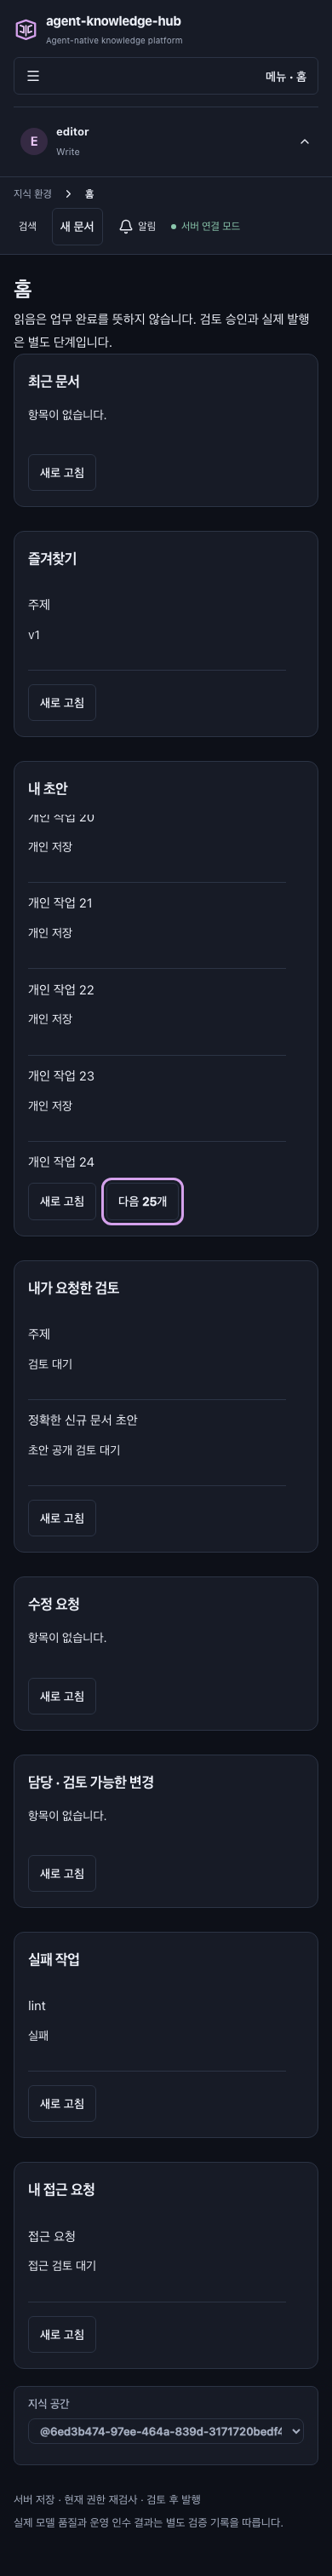 agent-knowledge-hub
Agent-native knowledge platform
메뉴 · 홈
E
editor
Write
지식 환경 > 홈
검색 새 문서 알림 서버 연결 모드
홈
읽음은 업무 완료를 뜻하지 않습니다. 검토 승인과 실제 발행
은 별도 단계입니다.
최근 문서
항목이 없습니다.
새로 고침
즐겨찾기
주제
v1
새로 고침
내 초안
개인 작업 20
개인 저장
개인 작업 21
개인 저장
개인 작업 22
개인 저장
개인 작업 23
개인 저장
개인 작업 24
새로 고침 다음 25개
내가 요청한 검토
주제
검토 대기
정확한 신규 문서 초안
초안 공개 검토 대기
새로 고침
수정 요청
항목이 없습니다.
새로 고침
담당 · 검토 가능한 변경
항목이 없습니다.
새로 고침
실패 작업
lint
실패
새로 고침
내 접근 요청
접근 요청
접근 검토 대기
새로 고침
지식 공간
@6ed3b474-97ee-464a-839d-3171720bedf4
서버 저장 · 현재 권한 재검사 · 검토 후 발행
실제 모델 품질과 운영 인수 결과는 별도 검증 기록을 따릅니다.